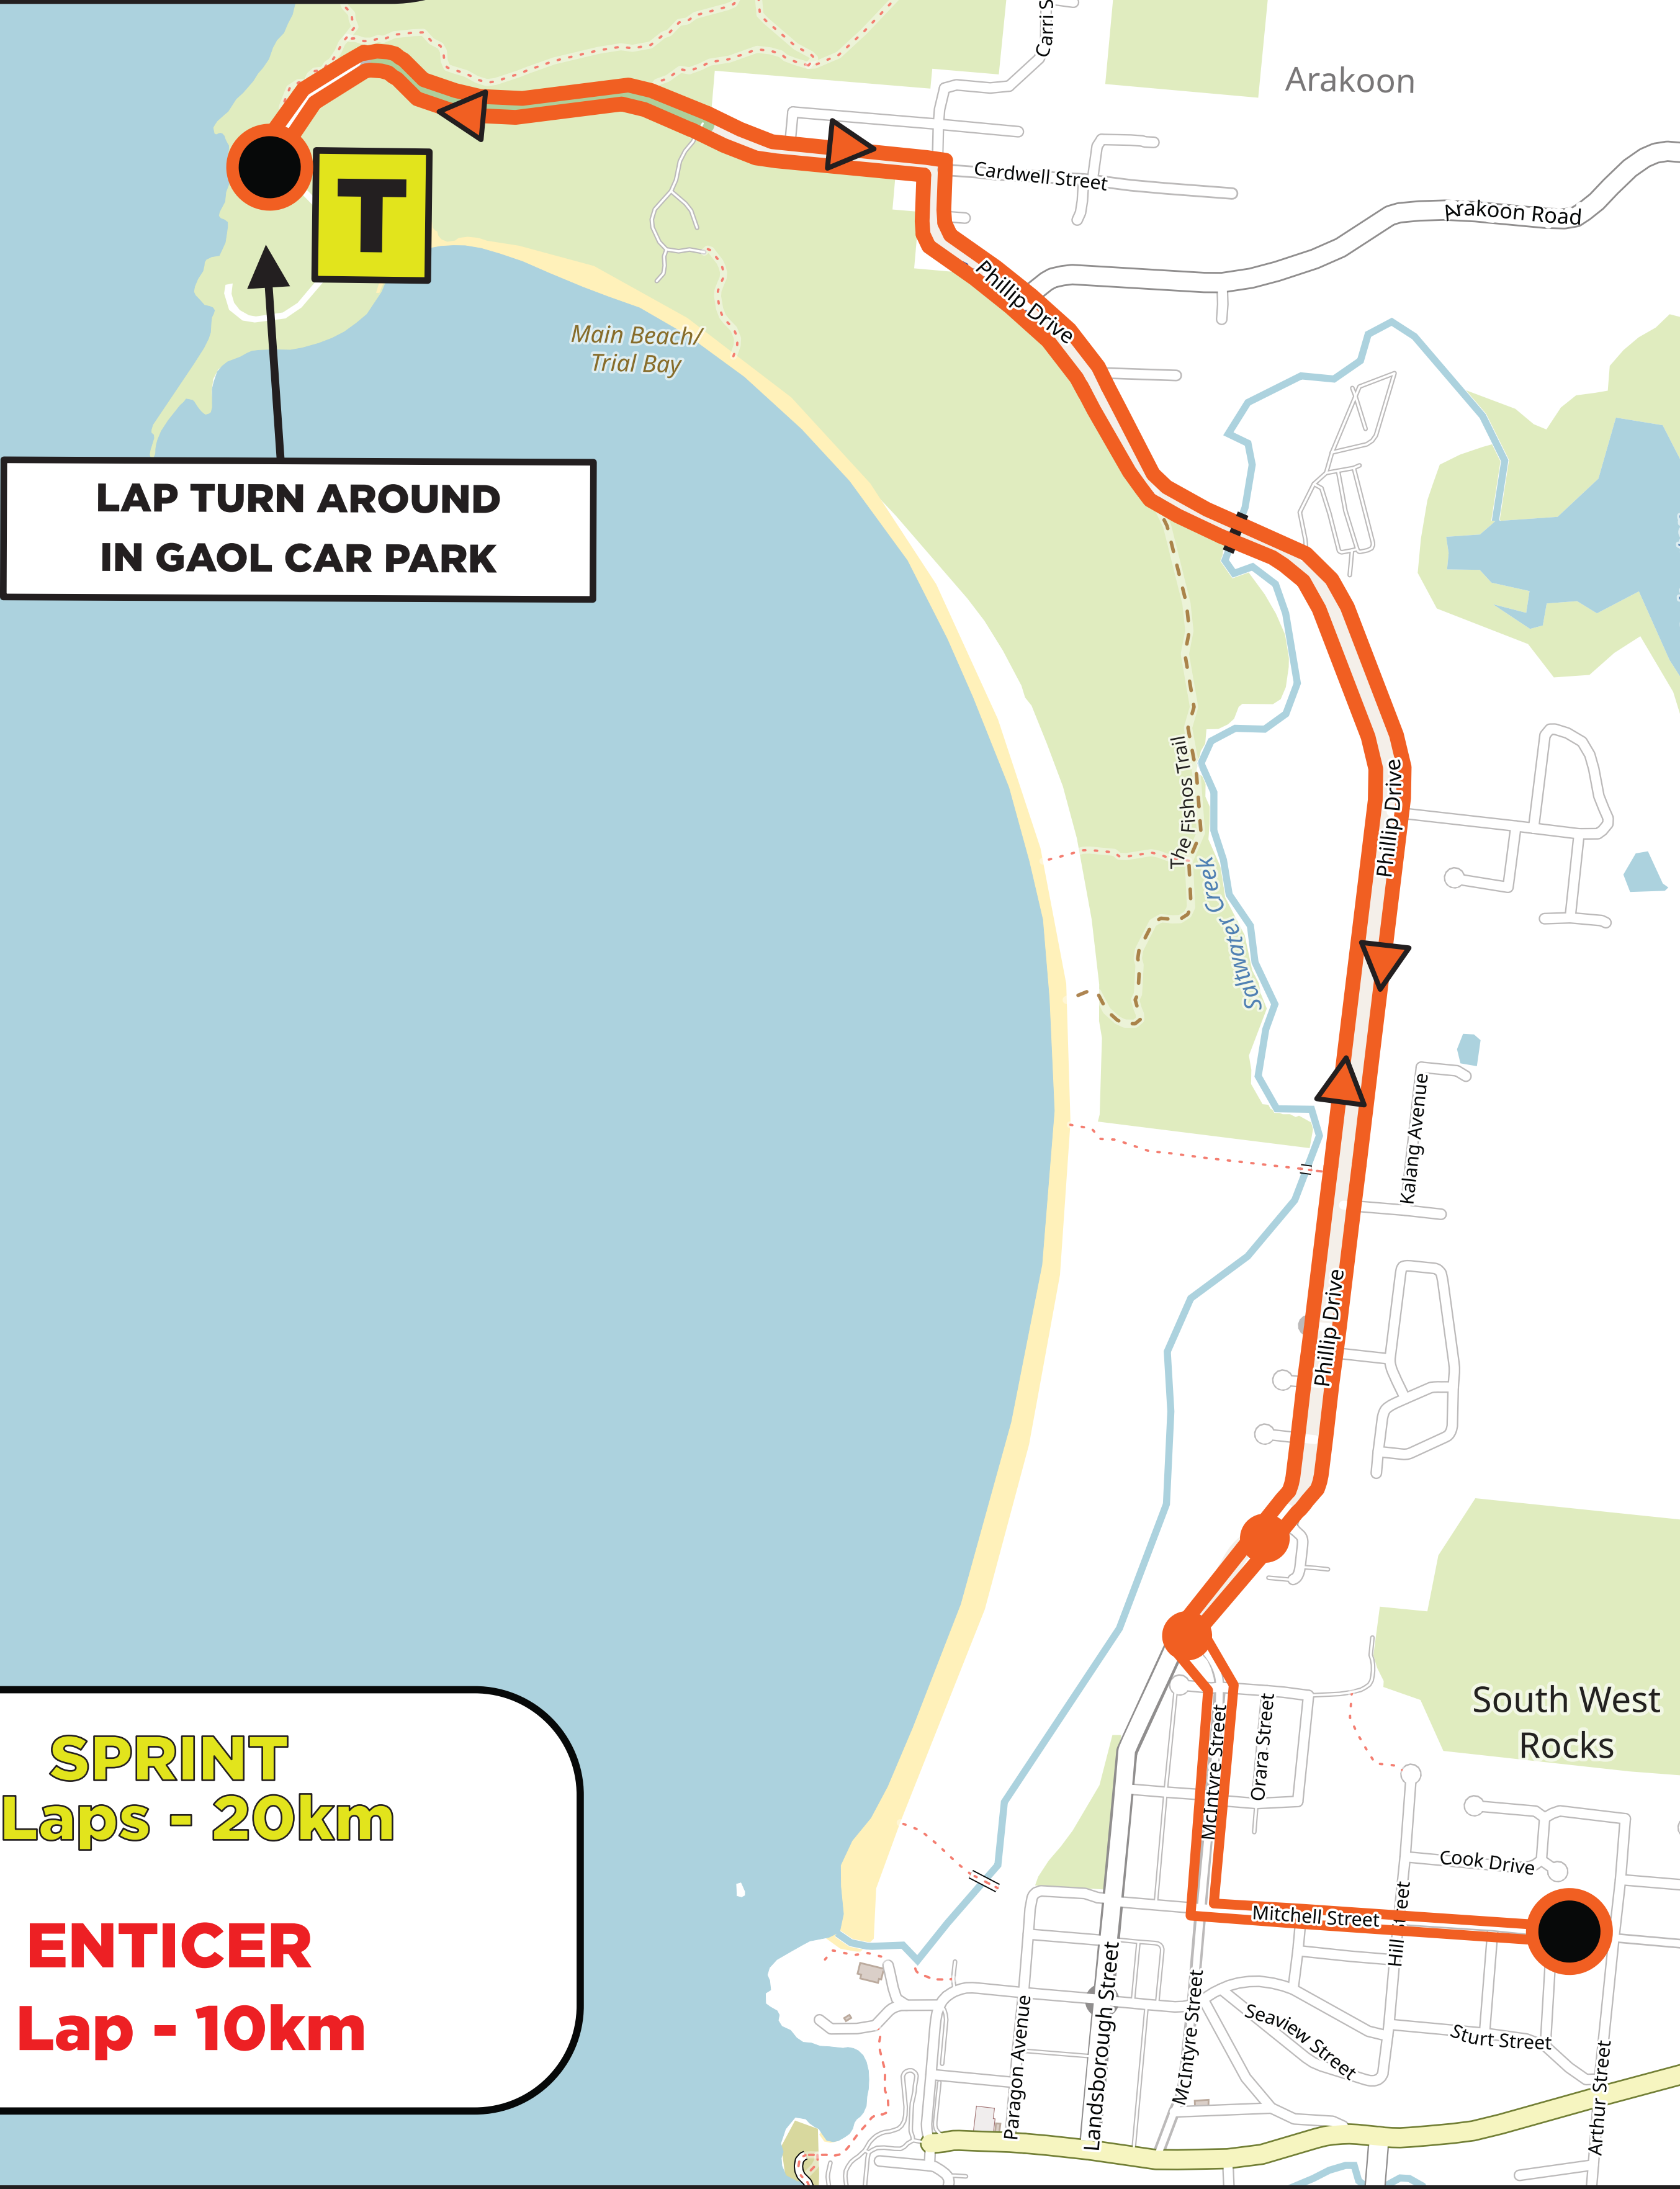 Carri S
Arakoon
T
Cardwell Street
Arakoon Road
Phillip Drive
Main Beach/
Trial Bay
LAP TURN AROUND
IN GAOL CAR PARK
The Fishos Trail
Phillip Drive
Saltwater Creek
Kalang Avenue
Phillip Drive
South West
Rocks
McIntyre Street
Orara Street
SPRINT
Laps - 20km
Cook Drive
Mitchell Street
Hill Street
ENTICER
Lap - 10km
Paragon Avenue
Landsborough Street
McIntyre Street
Seaview Street
Sturt Street
Arthur Street